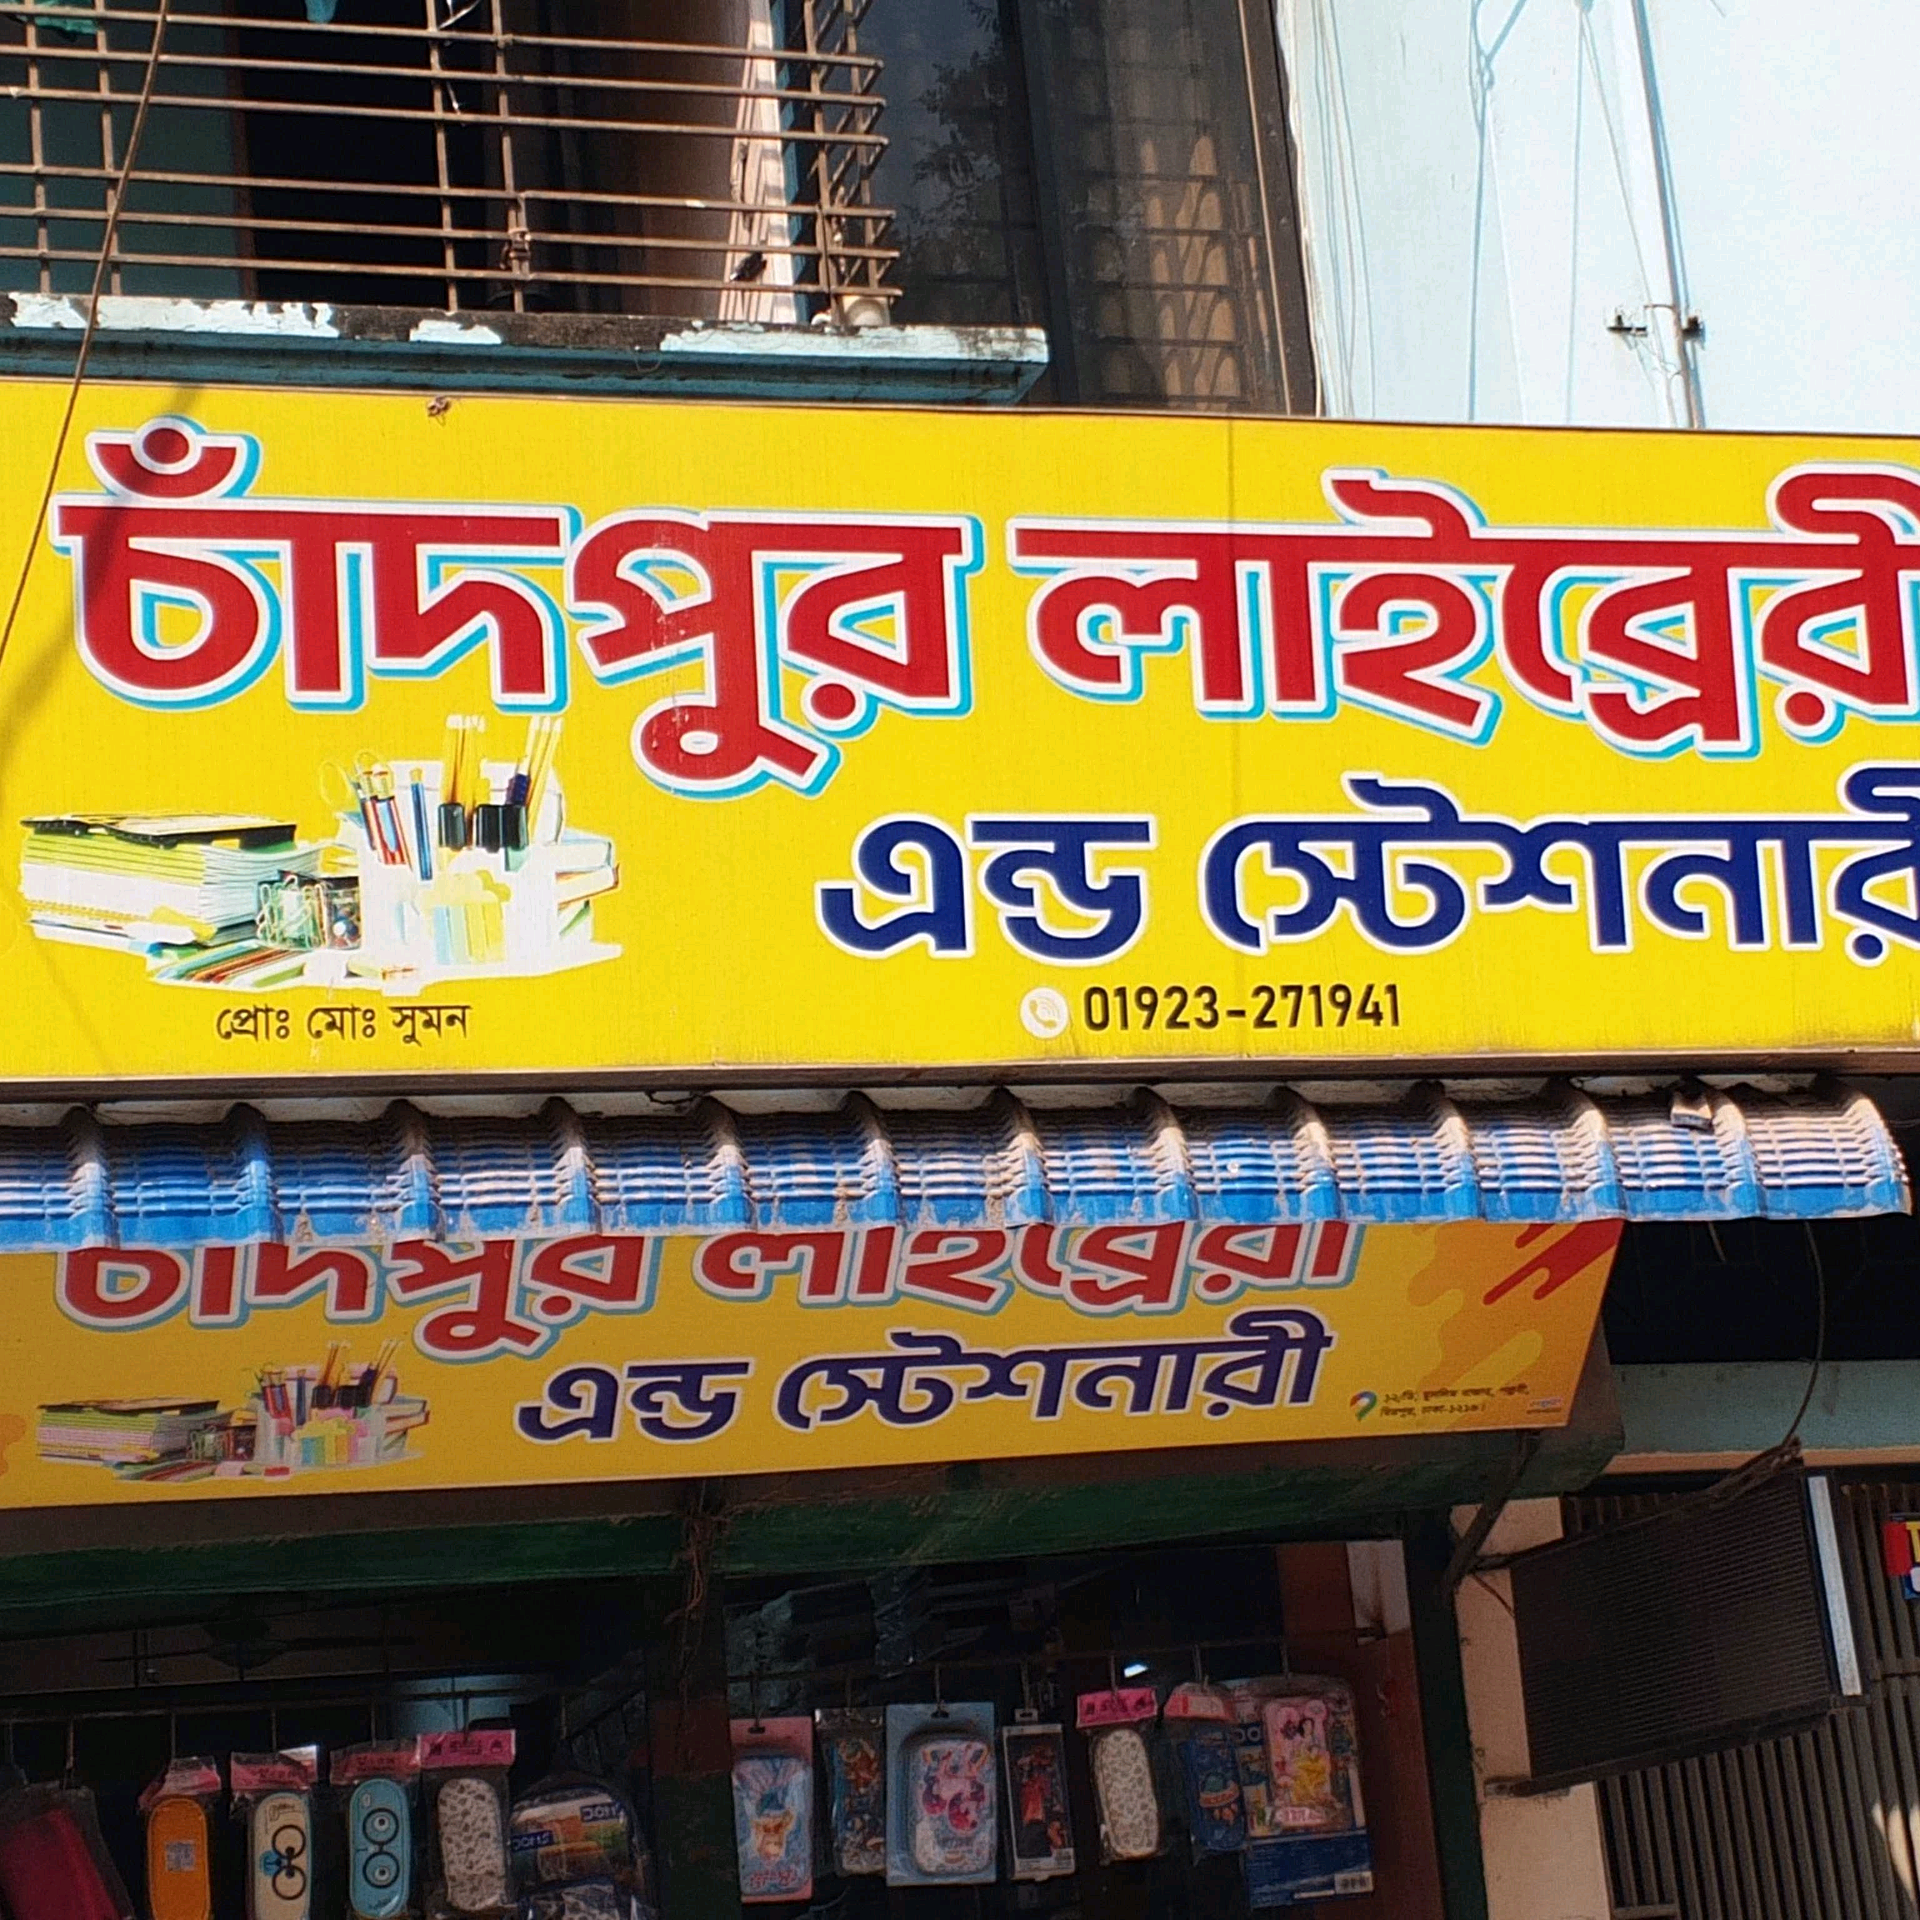 চাঁদপুর লাইব্রেরী
এন্ড স্টেশনারী
প্রোঃ মোঃ সুমন
01923-271941
চাঁদপুর লাইব্রেরী
এন্ড স্টেশনারী